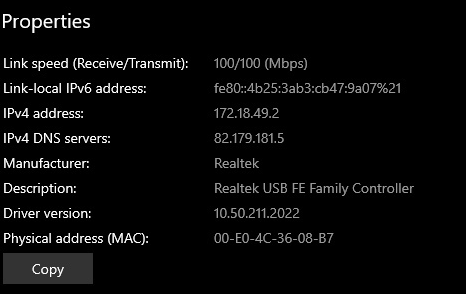 Properties
Link speed (Receive/Transmit): 100/100 (Mbps)
Link-local IPv6 address: fe80::4b25:3ab3:cb47:9a07%21
IPv4 address: 172.18.49.2
IPv4 DNS servers: 82.179.181.5
Manufacturer: Realtek
Description: Realtek USB FE Family Controller
Driver version: 10.50.211.2022
Physical address (MAC): 00-E0-4C-36-08-B7
Copy